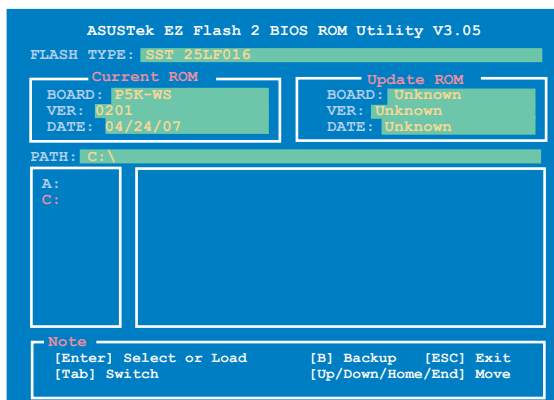 ASUSTek EZ Flash 2 BIOS ROM Utility V3.05
FLASH TYPE: SST 25LF016
Current ROM
BOARD: P5K-WS
VER: 0201
DATE: 04/24/07
Update ROM
BOARD: Unknown
VER: Unknown
DATE: Unknown
PATH: C:\
A:
C:
Note
[Enter] Select or Load [B] Backup [ESC] Exit
[Tab] Switch [Up/Down/Home/End] Move